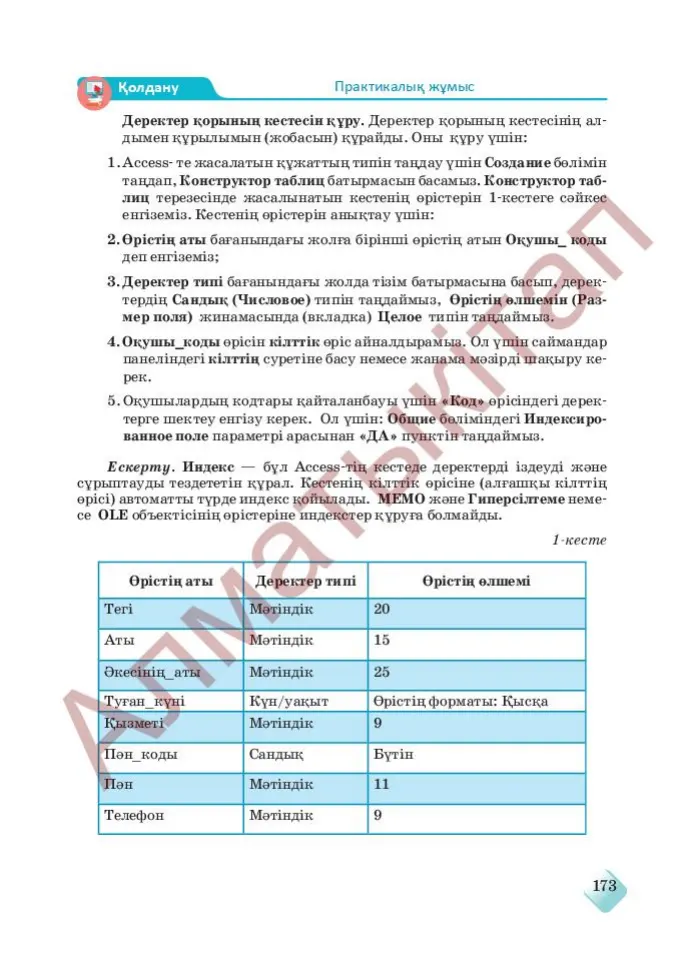 Қолдану
Практикалық жұмыс
Деректер қорының кестесін құру. Деректер қорының кестесінің ал-
дымен құрылымын (жобасын) құрайды. Оны құру үшін:
1. Access- те жасалатын құжаттың типін таңдау үшін Создание бөлімін
таңдап, Конструктор таблиц батырмасын басамыз. Конструктор таб-
лиц терезесінде жасалынатын кестенің өрістерін 1-кестеге сәйкес
енгіземіз. Кестенің өрістерін анықтау үшін:
2. Өрістің аты бағанындағы жолға бірінші өрістің атын Оқушы_ коды
деп енгіземіз;
3. Деректер типі бағанындағы жолда тізім батырмасына басып, дерек-
тердің Сандық (Числовое) типін таңдаймыз, Өрістің өлшемін (Раз-
мер поля) жинамасында (вкладка) Целое типін таңдаймыз.
4. Оқушы_коды өрісін кілттік өріс айналдырамыз. Ол үшін саймандар
панеліндегі кілттің суретіне басу немесе жанама мәзірді шақыру ке-
рек.
5. Оқушылардың кодтары қайталанбауы үшін «Код» өрісіндегі дерек-
терге шектеу енгізу керек. Ол үшін: Общие бөліміндегі Индексиро-
ванное поле параметрі арасынан «ДА» пунктін таңдаймыз.
Ескерту. Индекс — бұл Access-тің кестеде деректерді іздеуді және
сұрыптауды тездететін құрал. Кестенің кілттік өрісіне (алғашқы кілттің
өрісі) автоматты түрде индекс қойылады. MEMO және Гиперсілтеме неме-
се OLE объектісінің өрістеріне индекстер құруға болмайды.
1-кесте
Өрістің аты Деректер типі Өрістің өлшемі
Тегі Мәтіндік 20
Аты Мәтіндік 15
Әкесінің_аты Мәтіндік 25
Туған_күні Күн/уақыт Өрістің форматы: Қысқа
Қызметі Мәтіндік 9
Пән_коды Сандық Бүтін
Пән Мәтіндік 11
Телефон Мәтіндік 9
173
Алматыкітап